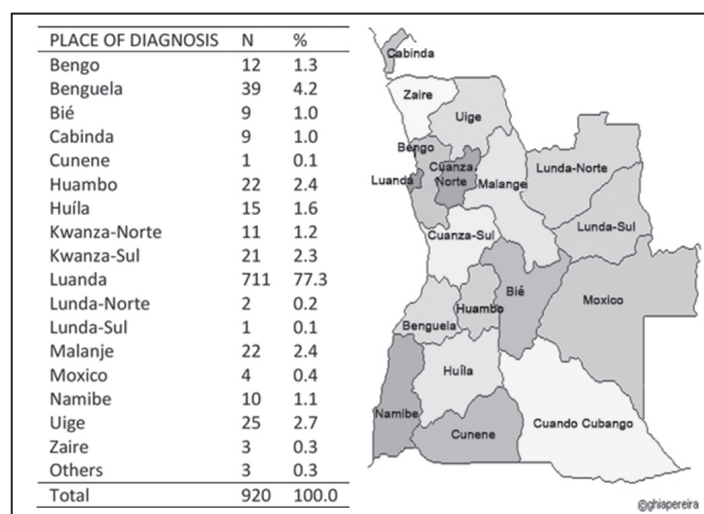 PLACE OF DIAGNOSIS N %
Bengo 12 1.3
Benguela 39 4.2
Bié 9 1.0
Cabinda 9 1.0
Cunene 1 0.1
Huambo 22 2.4
Huíla 15 1.6
Kwanza-Norte 11 1.2
Kwanza-Sul 21 2.3
Luanda 711 77.3
Lunda-Norte 2 0.2
Lunda-Sul 1 0.1
Malanje 22 2.4
Moxico 4 0.4
Namibe 10 1.1
Uige 25 2.7
Zaire 3 0.3
Others 3 0.3
Total 920 100.0
Cabinda
Zaire
Uige
Bengo
Luanda
Cuanza
Norte
Malange
Lunda-Norte
Lunda-Sul
Cuanza-Sul
Bié
Moxico
Huambo
Benguela
Huíla
Namibe
Cunene
Cuando Cubango
@ghiapereira